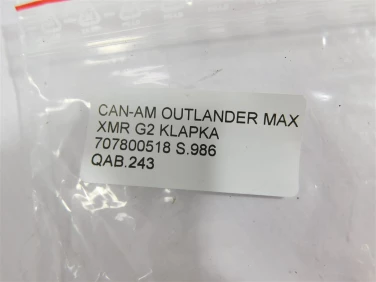 CAN-AM OUTLANDER MAX
XMR G2 KLAPKA
707800518 S.986
QAB.243